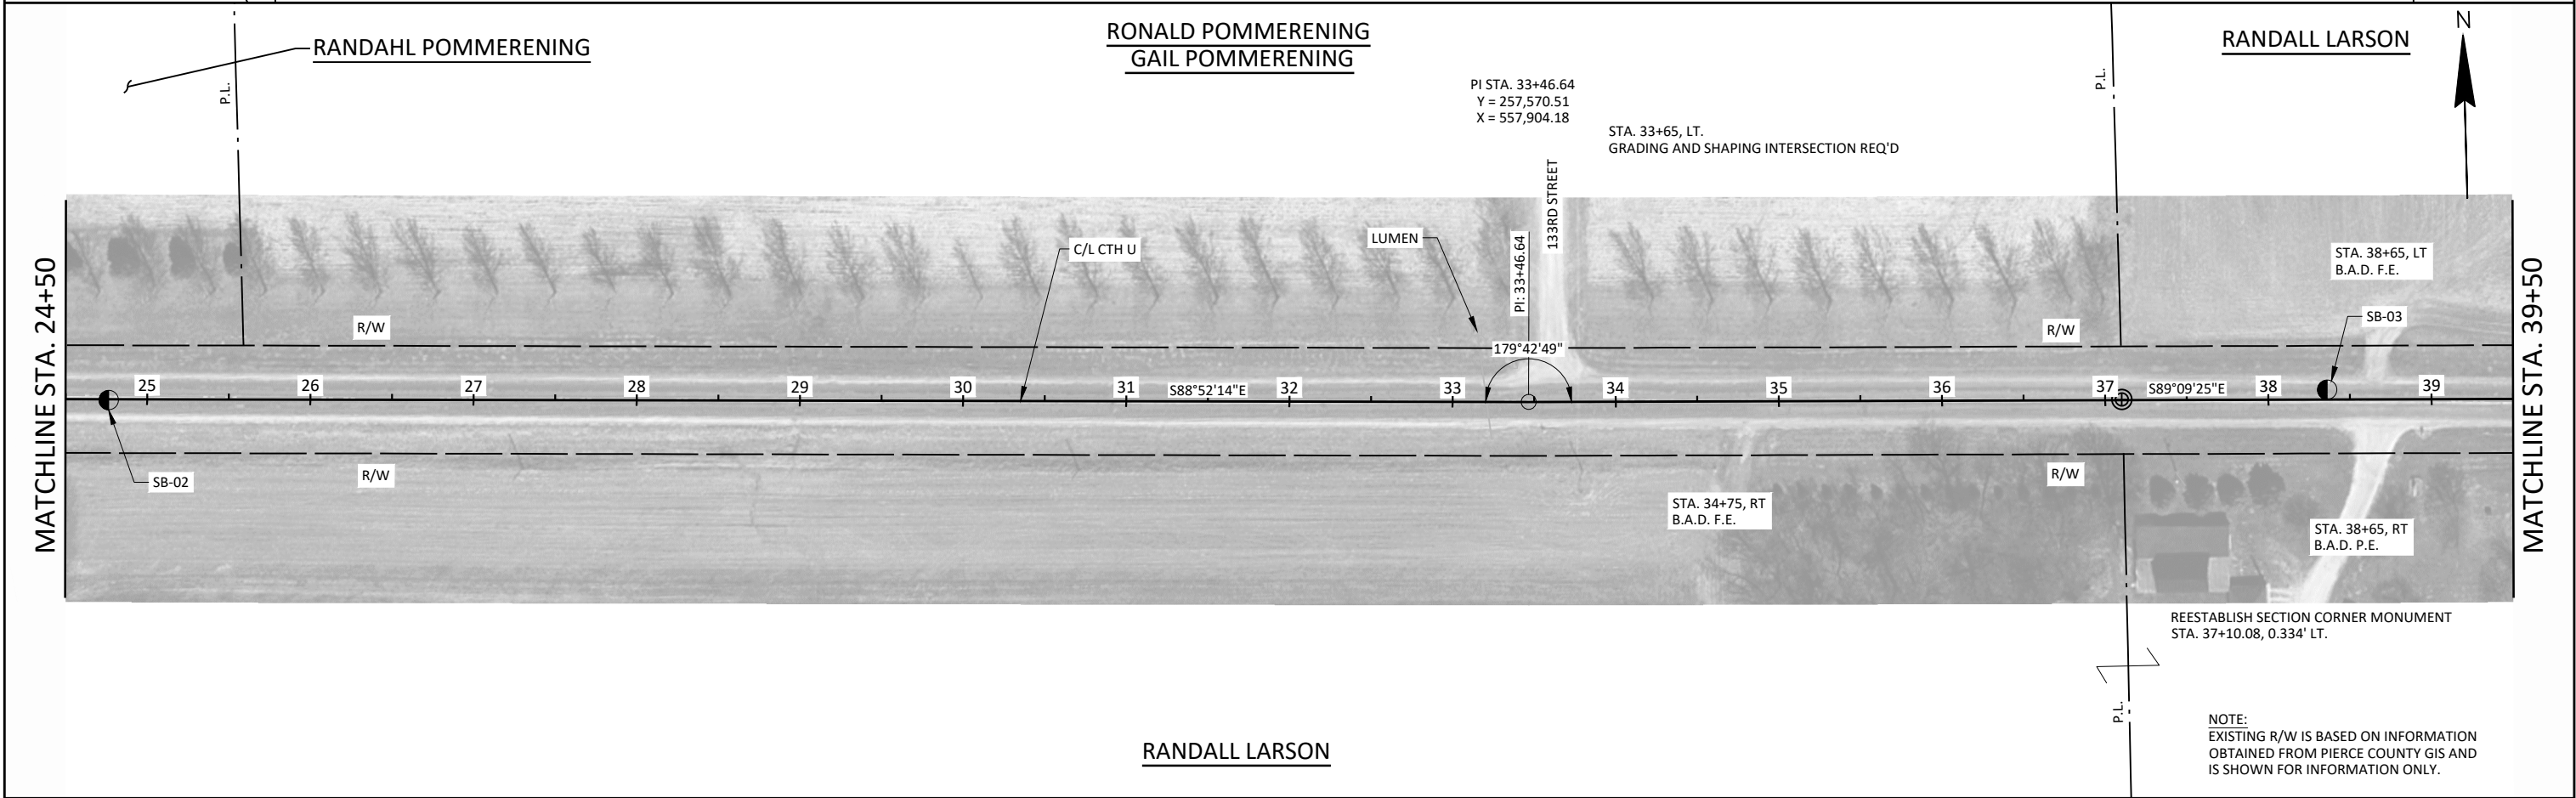 RANDAHL POMMERENING
RONALD POMMERENING
GAIL POMMERENING
RANDALL LARSON
N
P.L.
P.L.
PI STA. 33+46.64
Y = 257,570.51
X = 557,904.18
STA. 33+65, LT.
GRADING AND SHAPING INTERSECTION REQ'D
133RD STREET
MATCHLINE STA. 24+50
C/L CTH U
LUMEN
PI: 33+46.64
STA. 38+65, LT
B.A.D. F.E.
SB-03
MATCHLINE STA. 39+50
R/W
R/W
179°42'49"
25
26
27
28
29
30
31
S88°52'14"E
32
33
34
35
36
37
S89°09'25"E
38
39
SB-02
R/W
R/W
STA. 34+75, RT
B.A.D. F.E.
STA. 38+65, RT
B.A.D. P.E.
REESTABLISH SECTION CORNER MONUMENT
STA. 37+10.08, 0.334' LT.
P.L.
RANDALL LARSON
NOTE:
EXISTING R/W IS BASED ON INFORMATION
OBTAINED FROM PIERCE COUNTY GIS AND
IS SHOWN FOR INFORMATION ONLY.